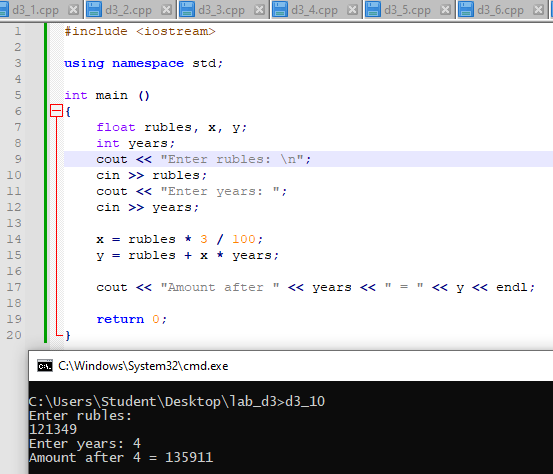 d3_1.cpp d3_2.cpp d3_3.cpp d3_4.cpp d3_5.cpp d3_6.cpp
1 #include <iostream>
2
3 using namespace std;
4
5 int main ()
6 {
7 float rubles, x, y;
8 int years;
9 cout << "Enter rubles: \n";
10 cin >> rubles;
11 cout << "Enter years: ";
12 cin >> years;
13
14 x = rubles * 3 / 100;
15 y = rubles + x * years;
16
17 cout << "Amount after " << years << " = " << y << endl;
18
19 return 0;
20 }
C:\Windows\System32\cmd.exe
C:\Users\Student\Desktop\lab_d3>d3_10
Enter rubles:
121349
Enter years: 4
Amount after 4 = 135911